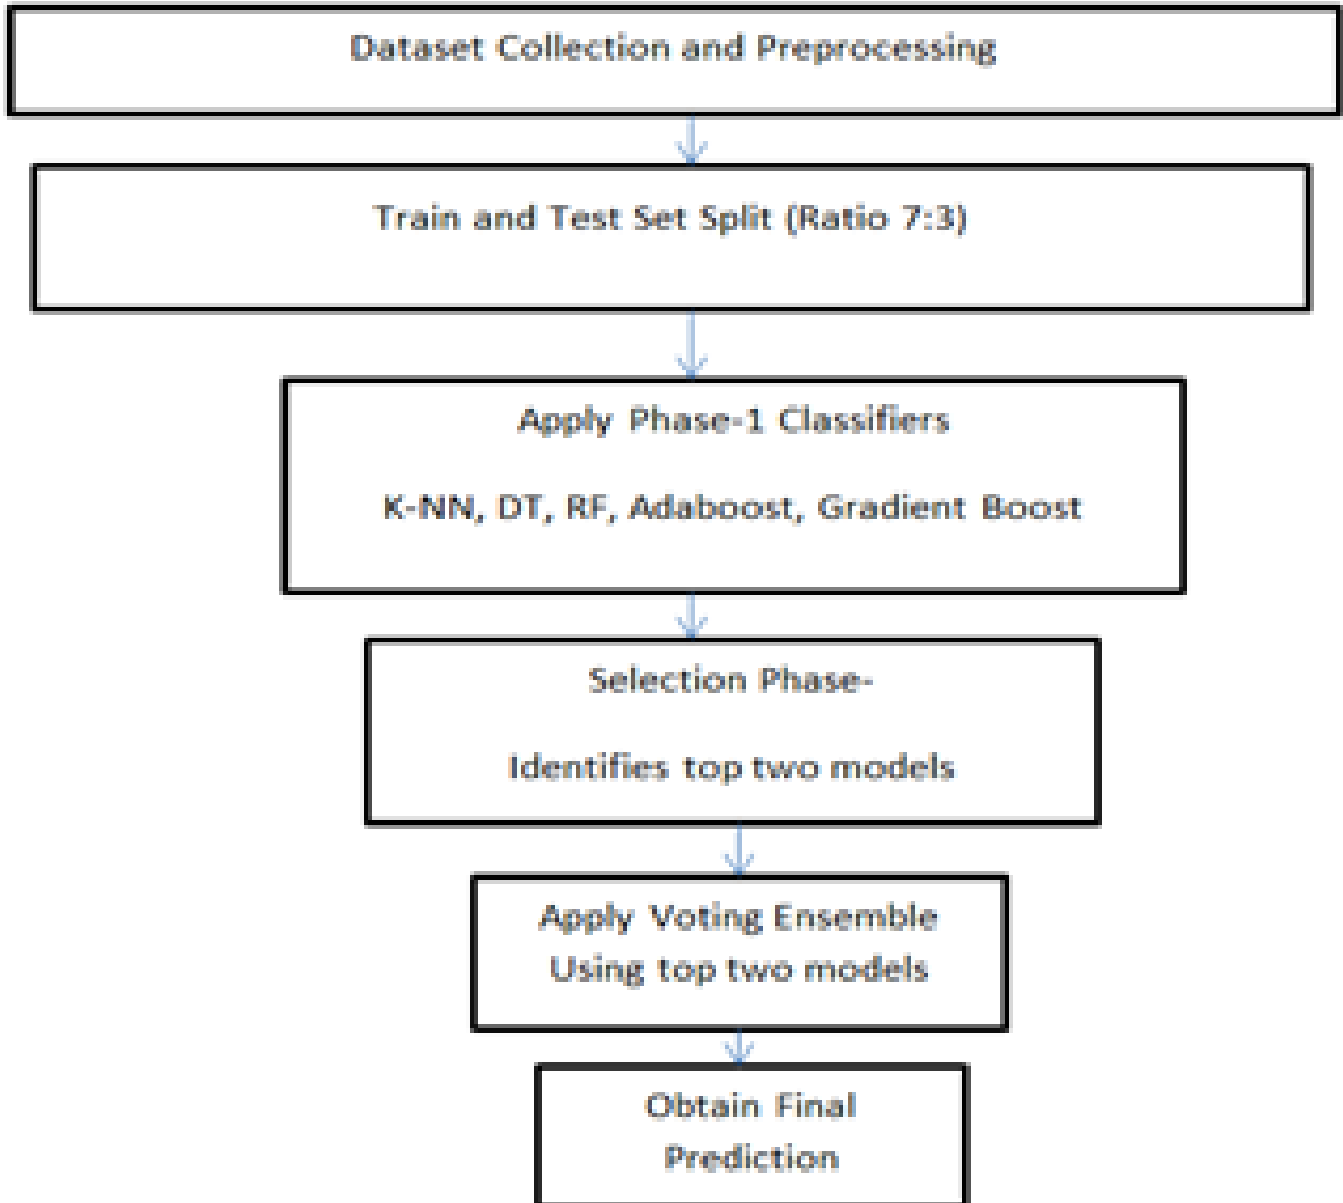 Dataset Collection and Preprocessing
Train and Test Set Split (Ratio 7:3)
Apply Phase-1 Classifiers
K-NN, DT, RF, Adaboost, Gradient Boost
Selection Phase-
Identifies top two models
Apply Voting Ensemble
Using top two models
Obtain Final
Prediction